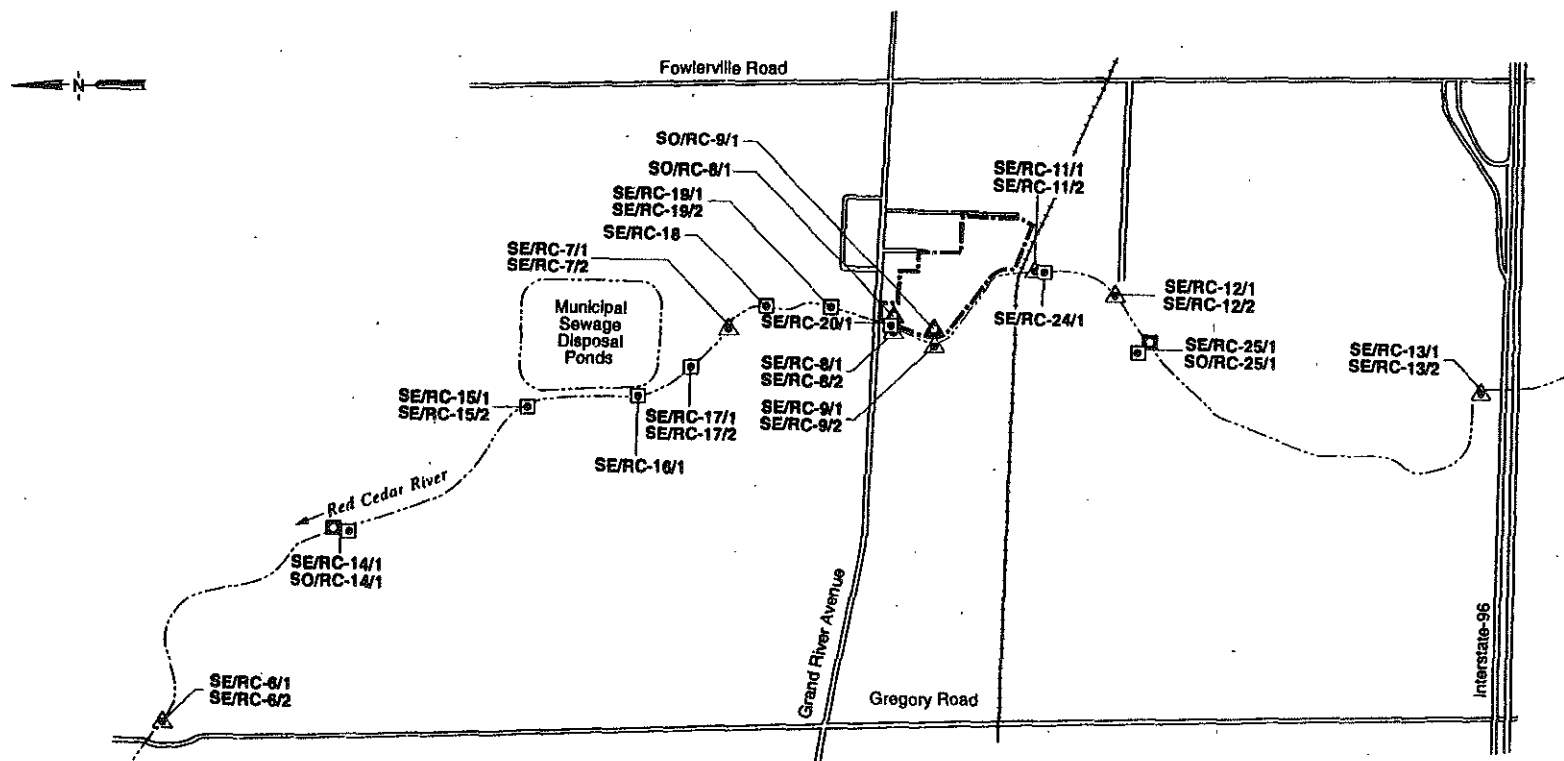 N
Fowlerville Road
SO/RC-9/1
SO/RC-8/1
SE/RC-19/1
SE/RC-19/2
SE/RC-18
SE/RC-7/1
SE/RC-7/2
SE/RC-11/1
SE/RC-11/2
Municipal
Sewage
Disposal
Ponds
SE/RC-20/1
SE/RC-24/1
SE/RC-12/1
SE/RC-12/2
SE/RC-8/1
SE/RC-8/2
SE/RC-25/1
SO/RC-25/1
SE/RC-13/1
SE/RC-13/2
SE/RC-15/1
SE/RC-15/2
SE/RC-17/1
SE/RC-17/2
SE/RC-9/1
SE/RC-9/2
SE/RC-16/1
Red Cedar River
SE/RC-14/1
SO/RC-14/1
Grand River Avenue
Interstate-96
SE/RC-6/1
SE/RC-6/2
Gregory Road